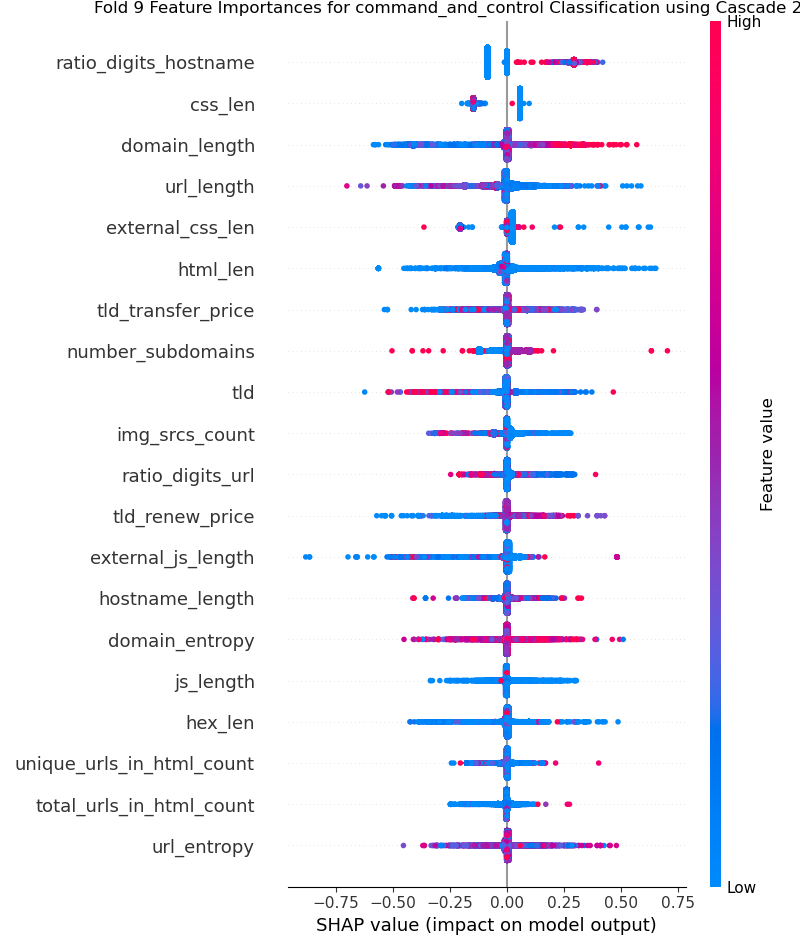 Fold 9 Feature Importances for command_and_control Classification using Cascade 2
High
ratio_digits_hostname
css_len
domain_length
url_length
external_css_len
html_len
tld_transfer_price
number_subdomains
tld
img_srcs_count
ratio_digits_url
tld_renew_price
external_js_length
hostname_length
domain_entropy
js_length
hex_len
unique_urls_in_html_count
total_urls_in_html_count
url_entropy
Feature value
Low
−0.75 −0.50 −0.25 0.00 0.25 0.50 0.75
SHAP value (impact on model output)